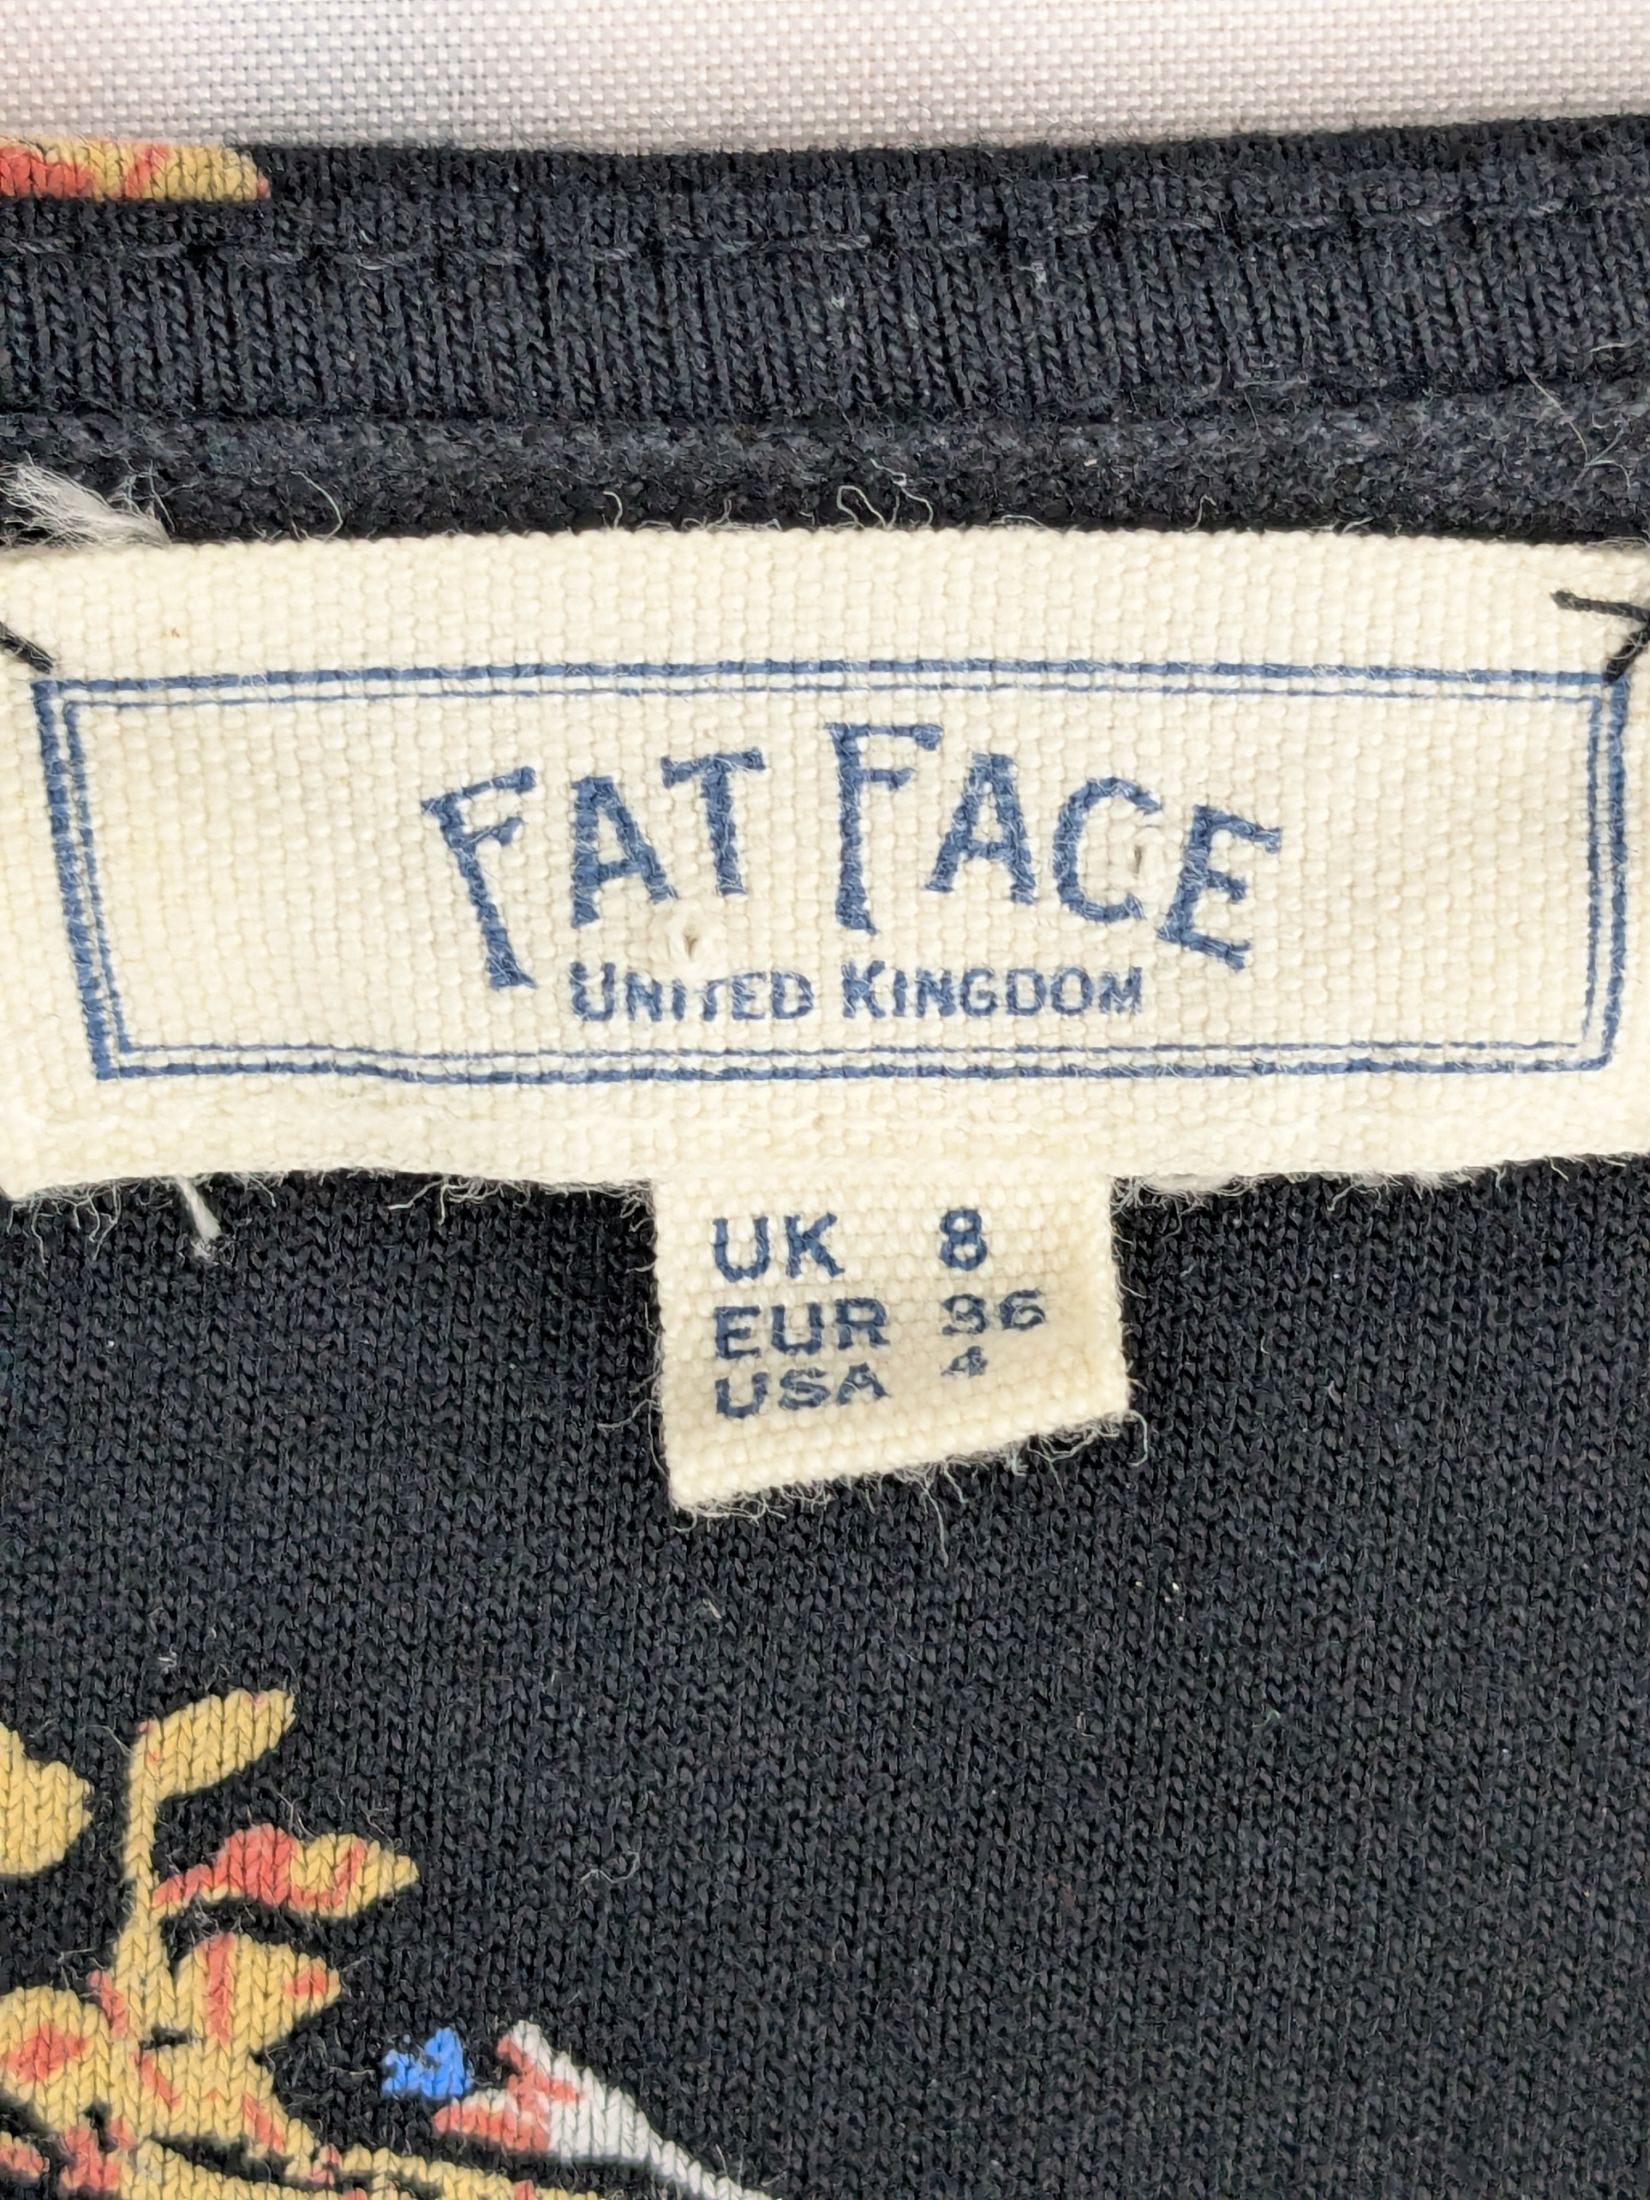 FAT FACE
UNITED KINGDOM
UK 8
EUR 36
USA 4